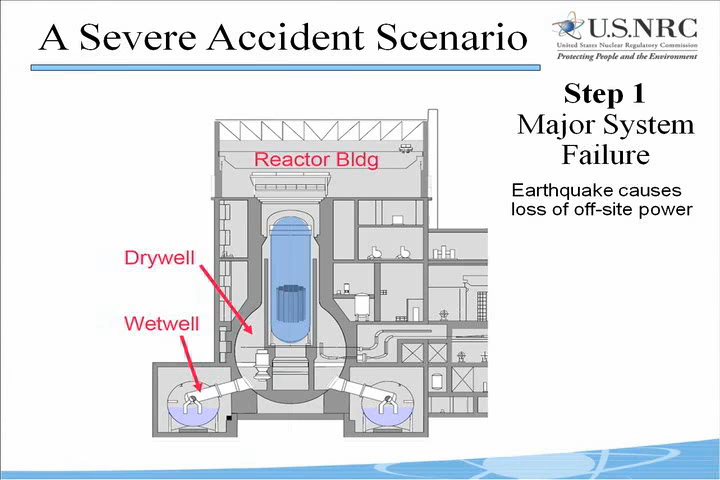 A Severe Accident Scenario
U.S.NRC
United States Nuclear Regulatory Commission
Protecting People and the Environment
Step 1
Major System
Failure
Earthquake causes
loss of off-site power
Reactor Bldg
Drywell
Wetwell